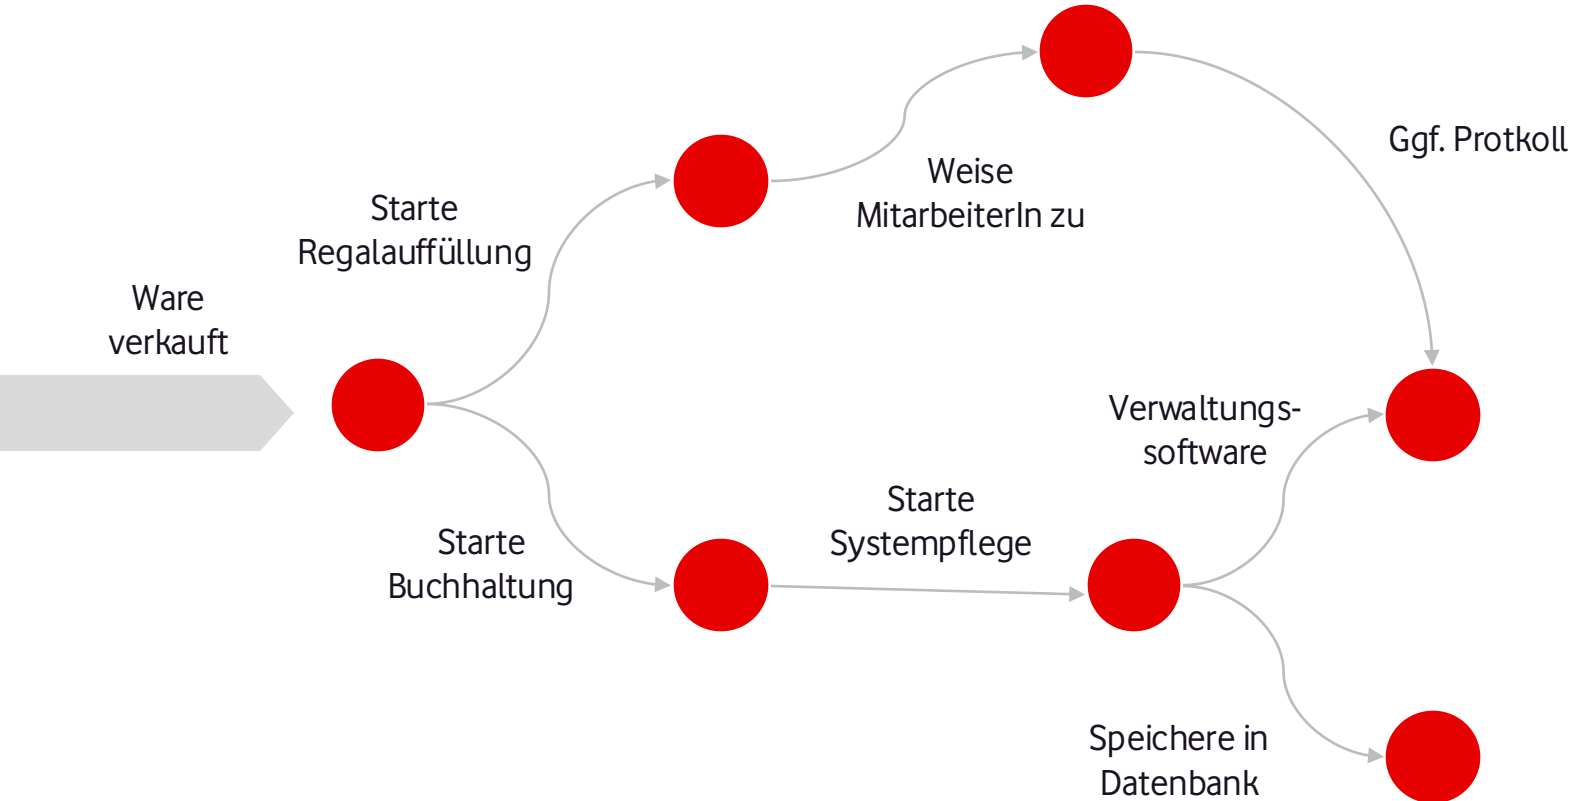 Ware
verkauft
Starte
Regalauffüllung
Weise
MitarbeiterIn zu
Ggf. Protkoll
Starte
Buchhaltung
Starte
Systempflege
Verwaltungs-
software
Speichere in
Datenbank